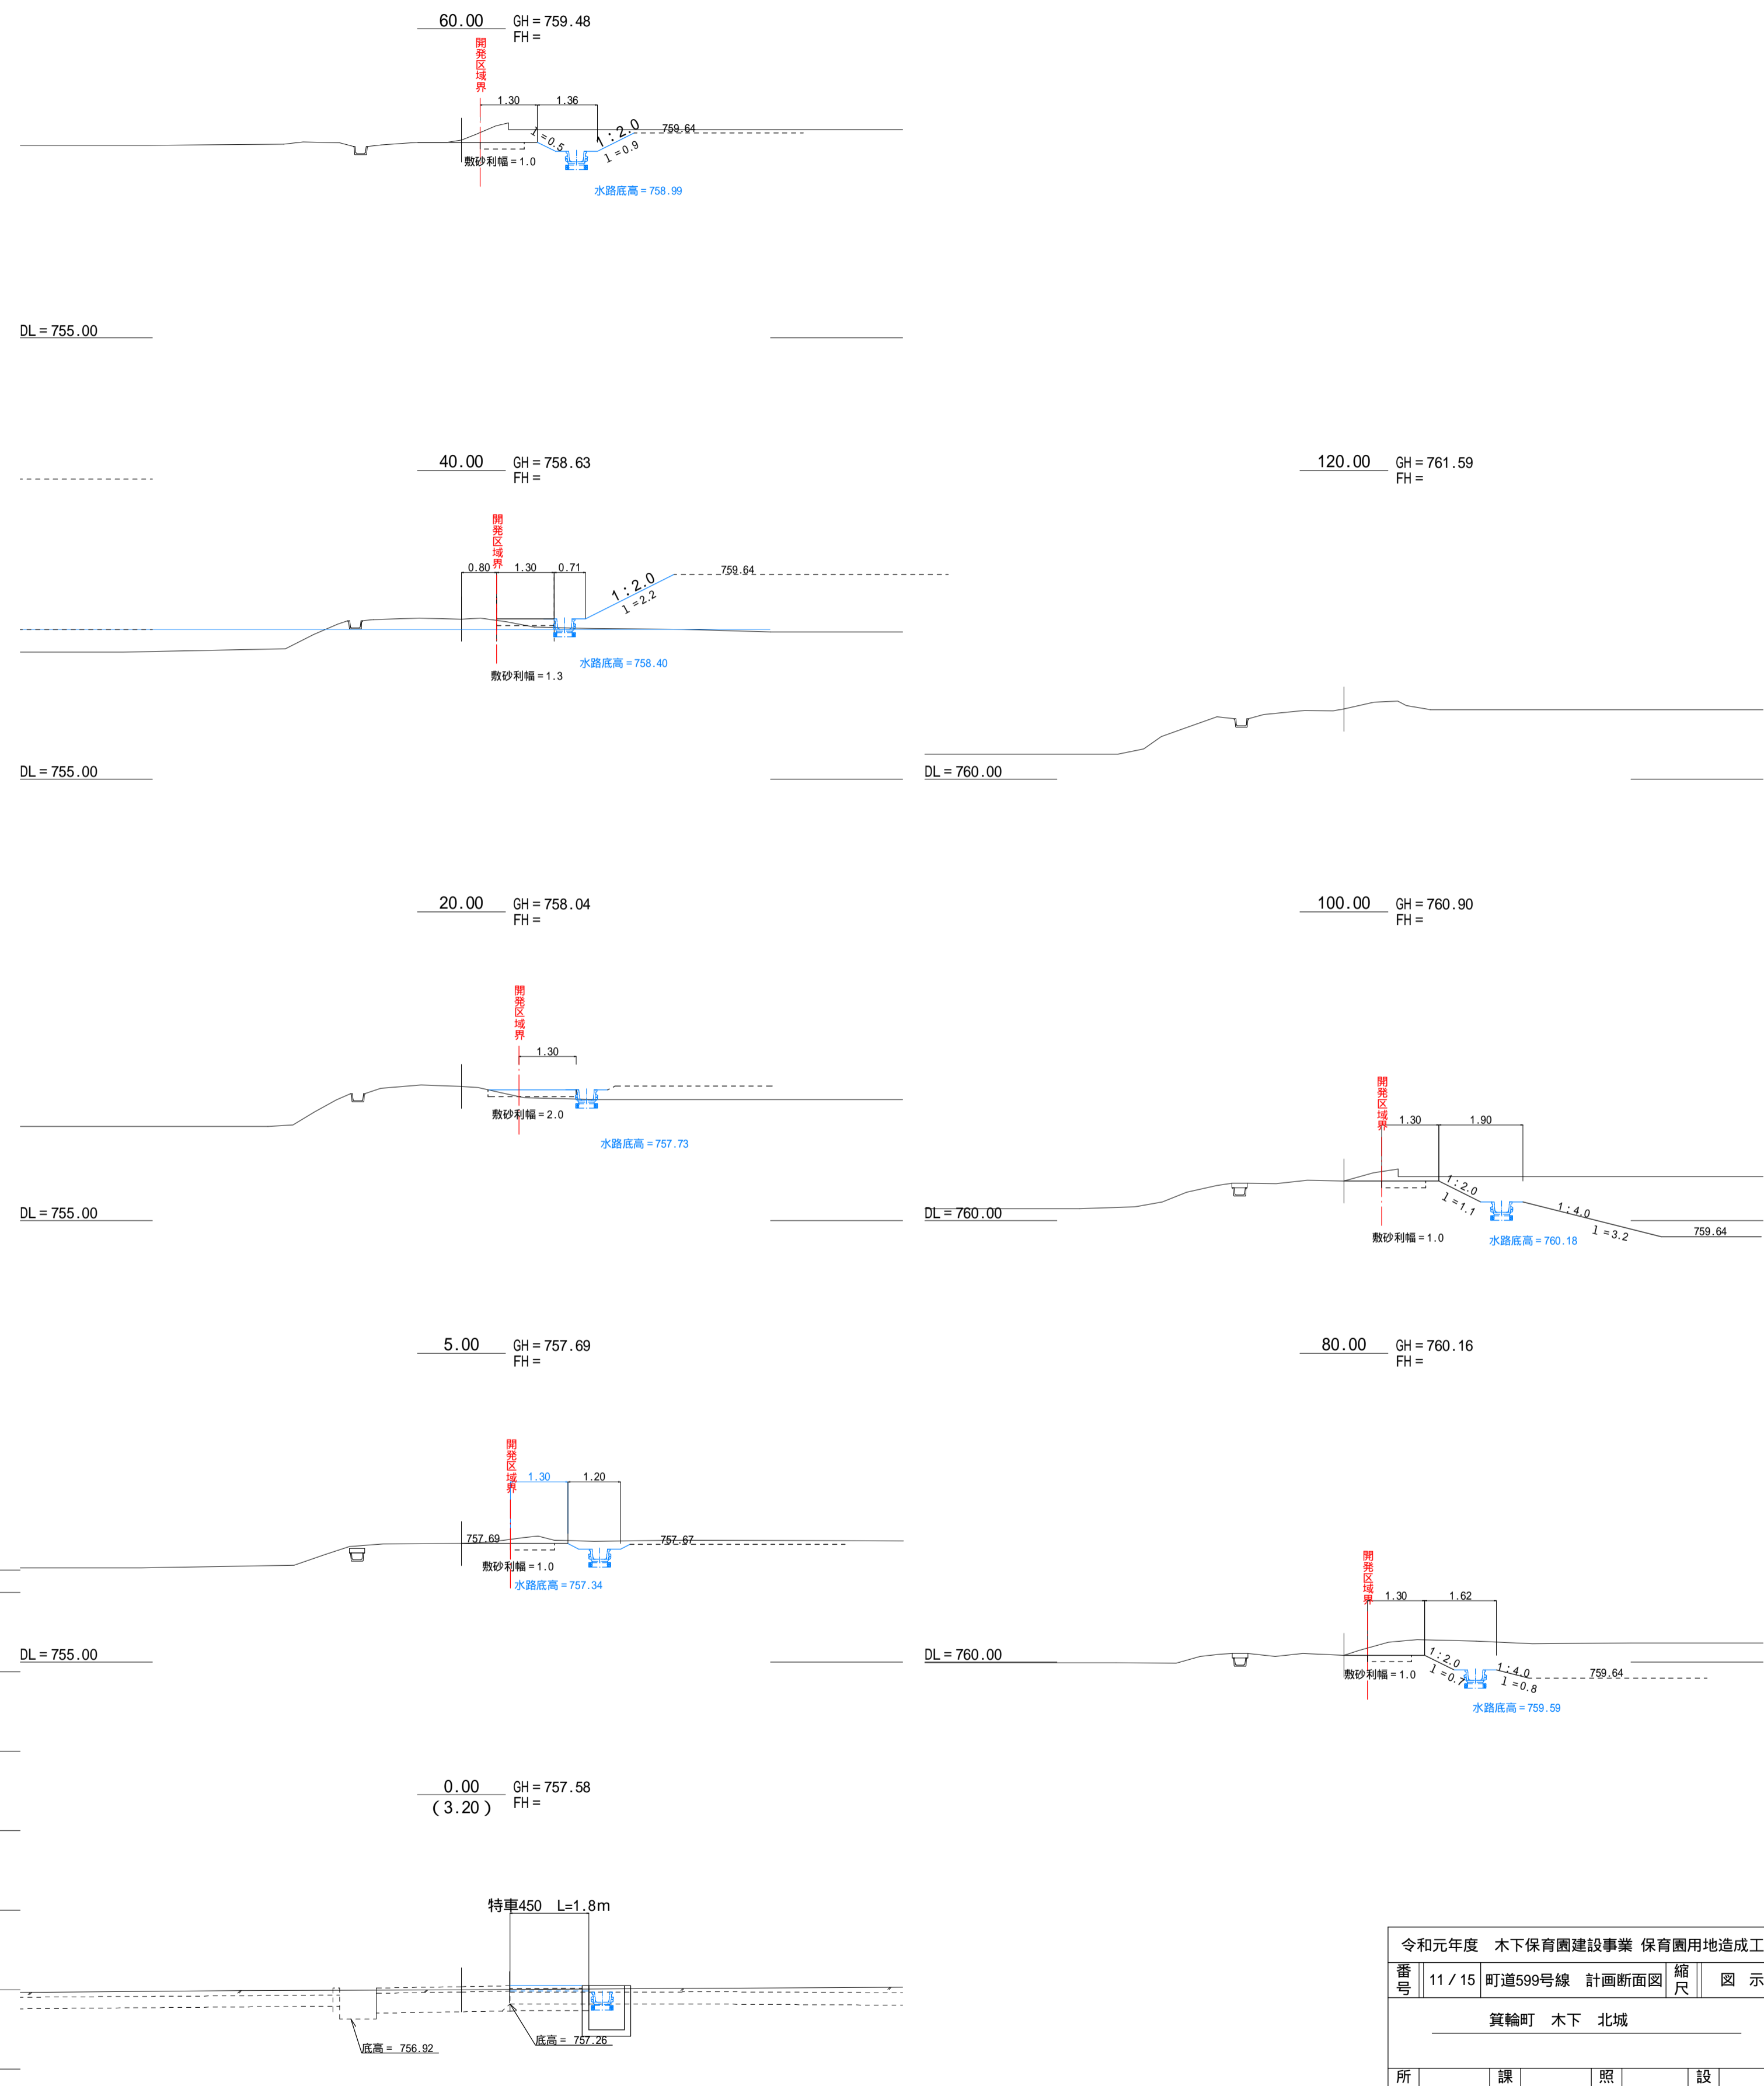 60.00 GH＝759.48
FH＝
開発区域界
1.30 1.36
l＝0.5
1：2.0
l＝0.9
759.64
敷砂利幅＝1.0
水路底高＝758.99
DL＝755.00
40.00 GH＝758.63
FH＝
開発区域界
0.80 1.30 0.71
1：2.0
l＝2.2
759.64
水路底高＝758.40
敷砂利幅＝1.3
DL＝755.00
120.00 GH＝761.59
FH＝
DL＝760.00
20.00 GH＝758.04
FH＝
開発区域界
1.30
敷砂利幅＝2.0
水路底高＝757.73
DL＝755.00
100.00 GH＝760.90
FH＝
開発区域界
1.30 1.90
1：2.0
l＝1.1
1：4.0
l＝3.2
759.64
敷砂利幅＝1.0
水路底高＝760.18
DL＝760.00
5.00 GH＝757.69
FH＝
開発区域界
1.30 1.20
757.69
757.67
敷砂利幅＝1.0
水路底高＝757.34
DL＝755.00
80.00 GH＝760.16
FH＝
開発区域界
1.30 1.62
1：2.0
l＝0.7
1：4.0
l＝0.8
759.64
敷砂利幅＝1.0
水路底高＝759.59
DL＝760.00
0.00 GH＝757.58
(3.20) FH＝
特車450 L=1.8m
底高＝ 757.26
底高＝ 756.92
令和元年度 木下保育園建設事業 保育園用地造成工
番号 11／15 町道599号線 計画断面図 縮尺 図 示
箕輪町 木下 北城
所 課 照 設